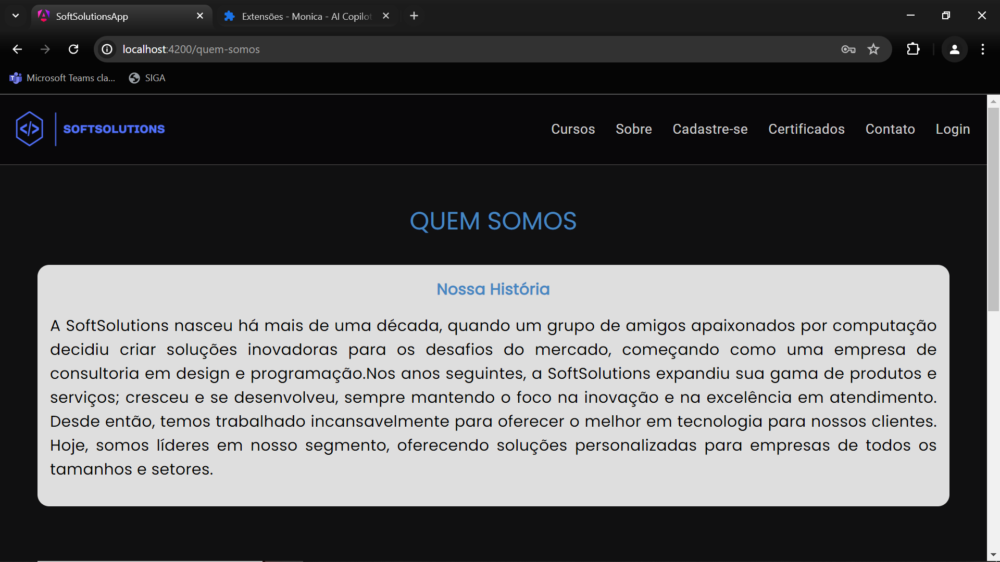 SoftSolutionsApp
Extensões - Monica - AI Copilot
localhost:4200/quem-somos
Microsoft Teams cla...
SIGA
</> SOFTSOLUTIONS
Cursos Sobre Cadastre-se Certificados Contato Login
QUEM SOMOS
Nossa História
A SoftSolutions nasceu há mais de uma década, quando um grupo de amigos apaixonados por computação
decidiu criar soluções inovadoras para os desafios do mercado, começando como uma empresa de
consultoria em design e programação.Nos anos seguintes, a SoftSolutions expandiu sua gama de produtos e
serviços; cresceu e se desenvolveu, sempre mantendo o foco na inovação e na excelência em atendimento.
Desde então, temos trabalhado incansavelmente para oferecer o melhor em tecnologia para nossos clientes.
Hoje, somos líderes em nosso segmento, oferecendo soluções personalizadas para empresas de todos os
tamanhos e setores.